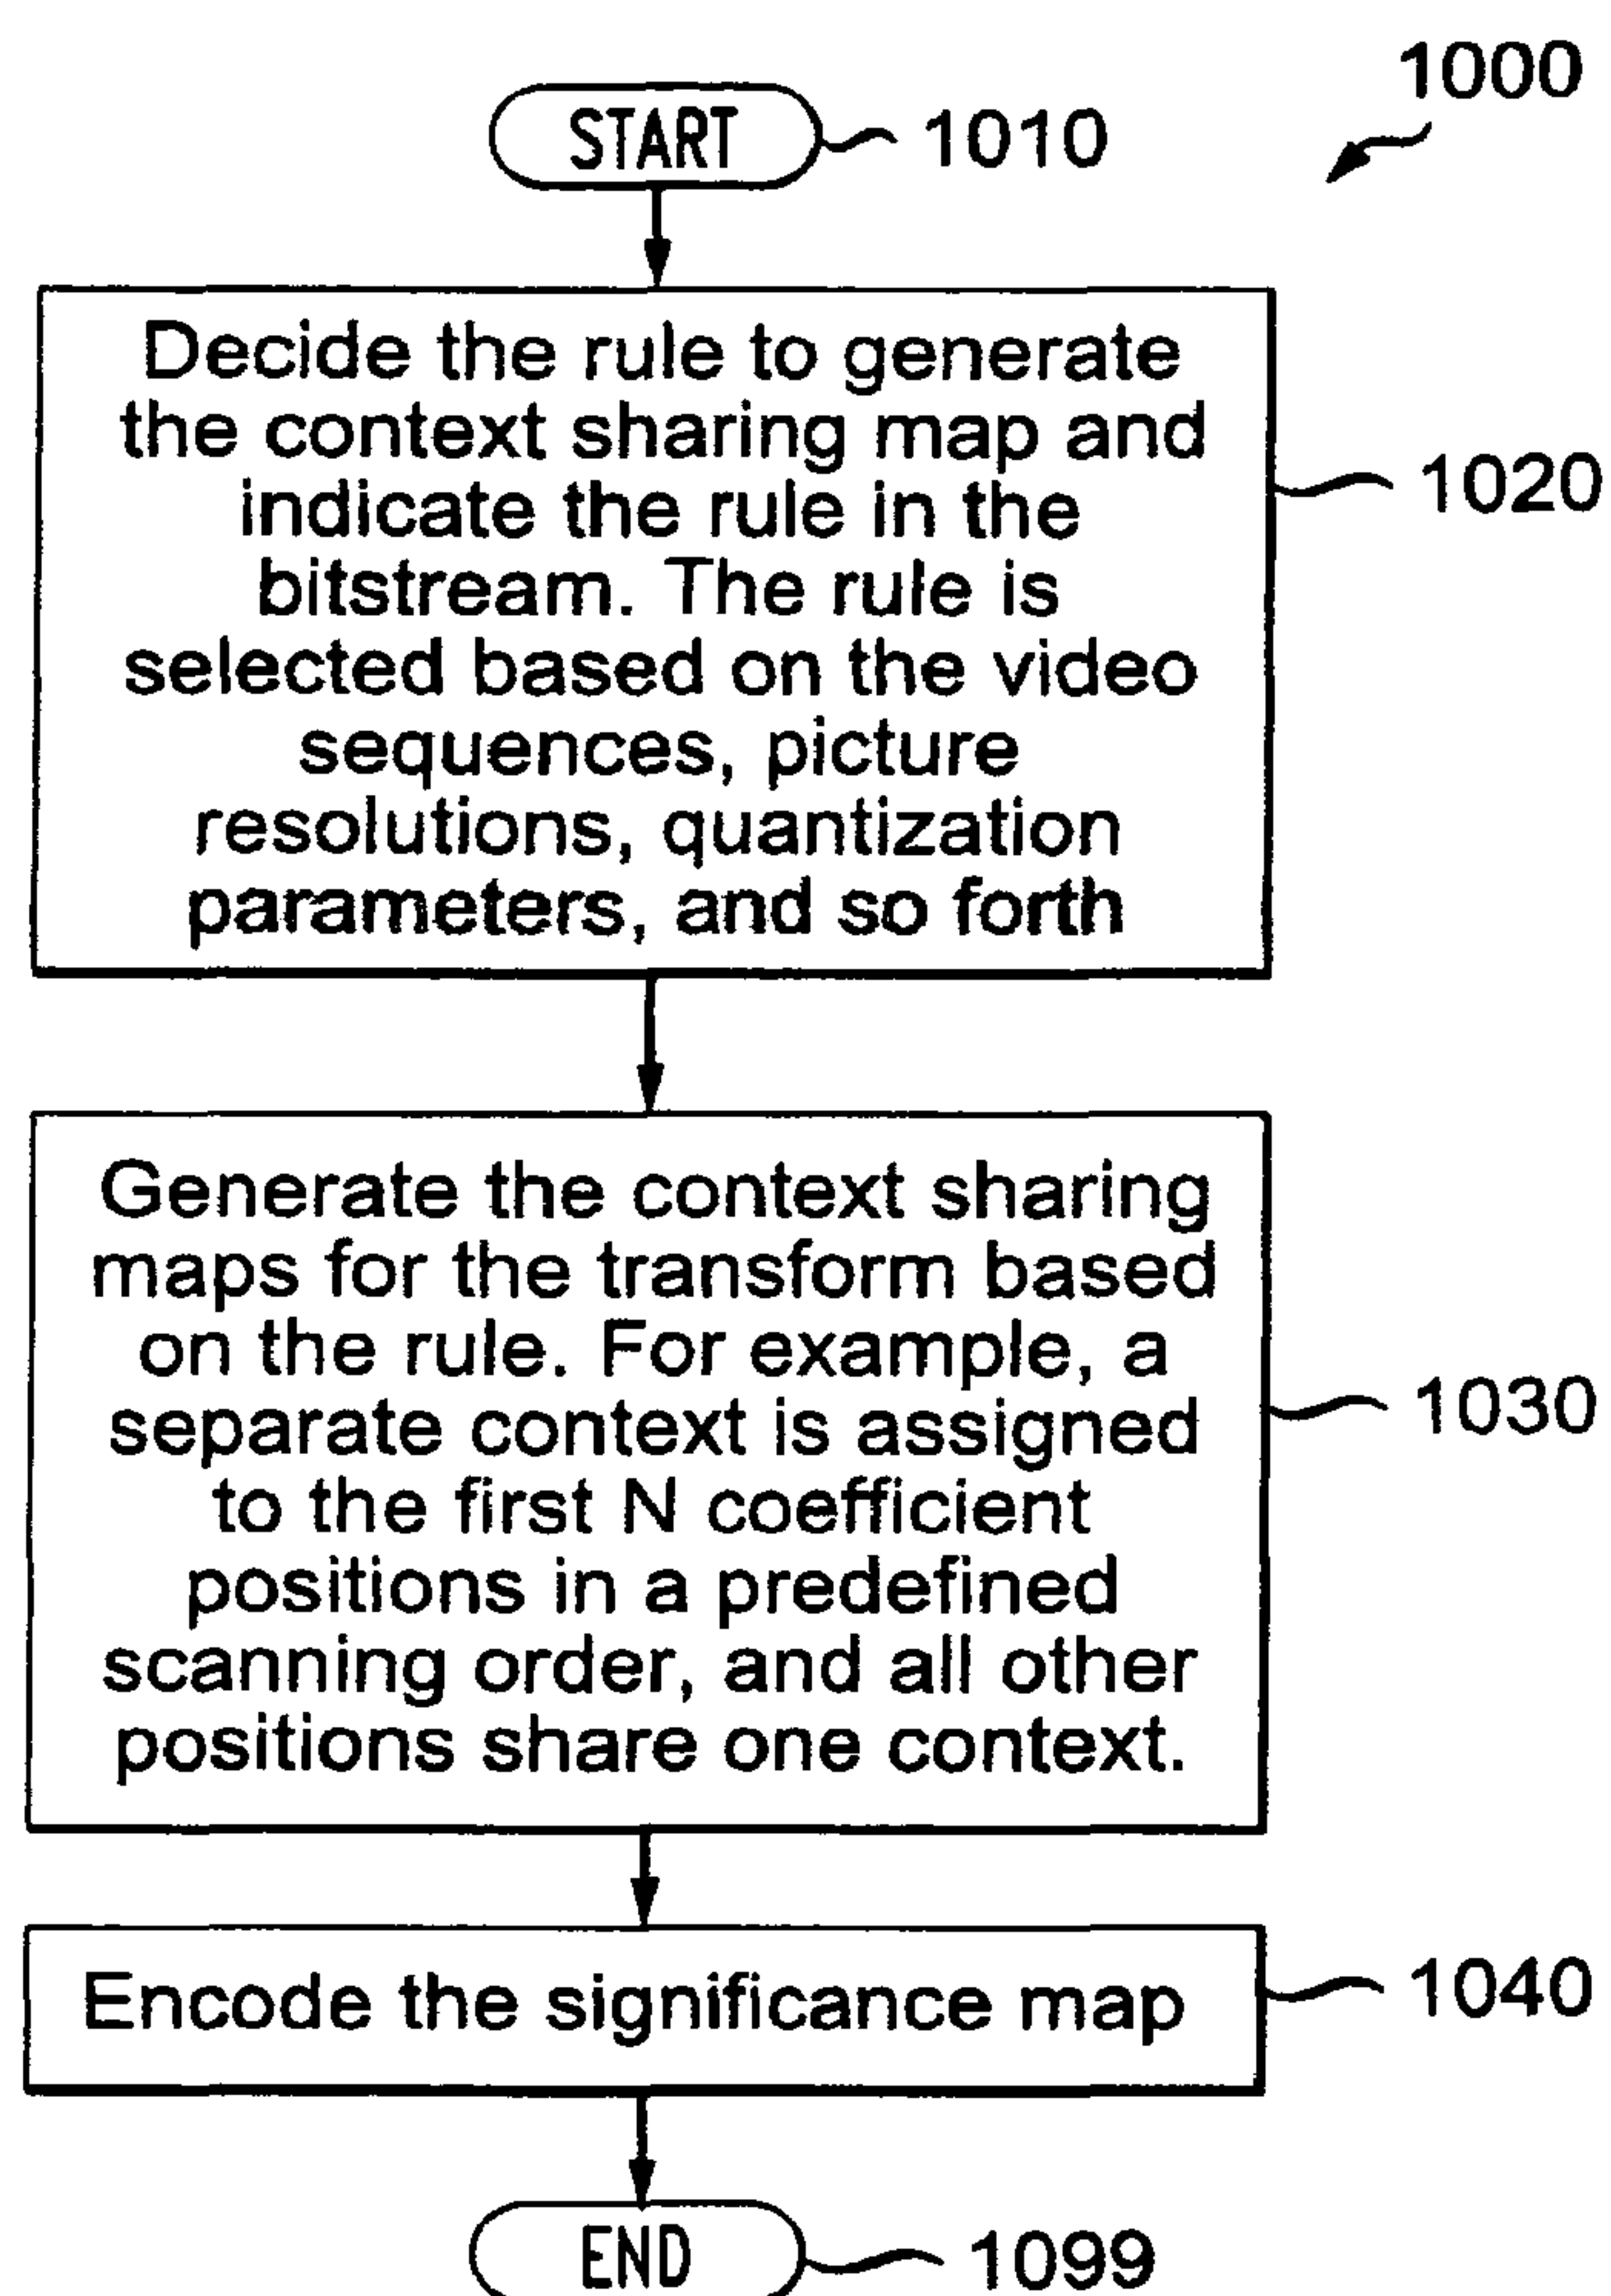 1000
START 1010
Decide the rule to generate
the context sharing map and
indicate the rule in the
bitstream. The rule is
selected based on the video
sequences, picture
resolutions, quantization
parameters, and so forth
1020
Generate the context sharing
maps for the transform based
on the rule. For example, a
separate context is assigned
to the first N coefficient
positions in a predefined
scanning order, and all other
positions share one context.
1030
Encode the significance map 1040
END 1099